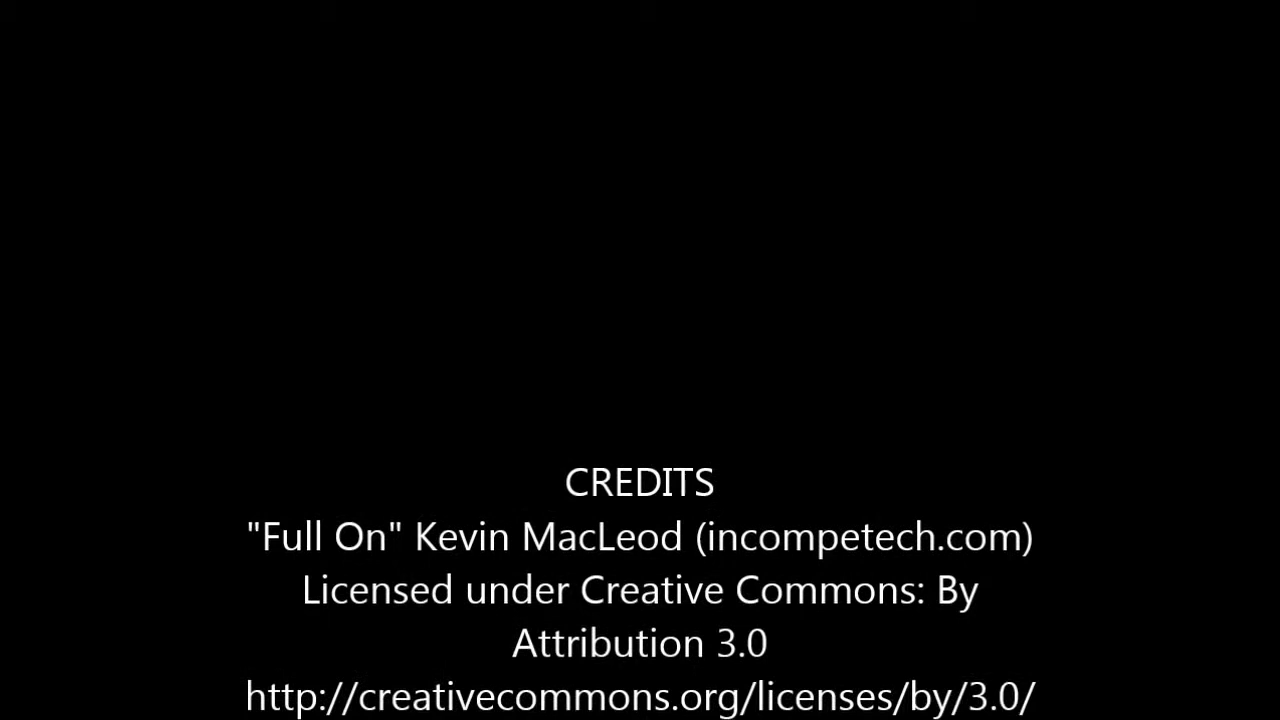 CREDITS
"Full On" Kevin MacLeod (incompetech.com)
Licensed under Creative Commons: By
Attribution 3.0
http://creativecommons.org/licenses/by/3.0/